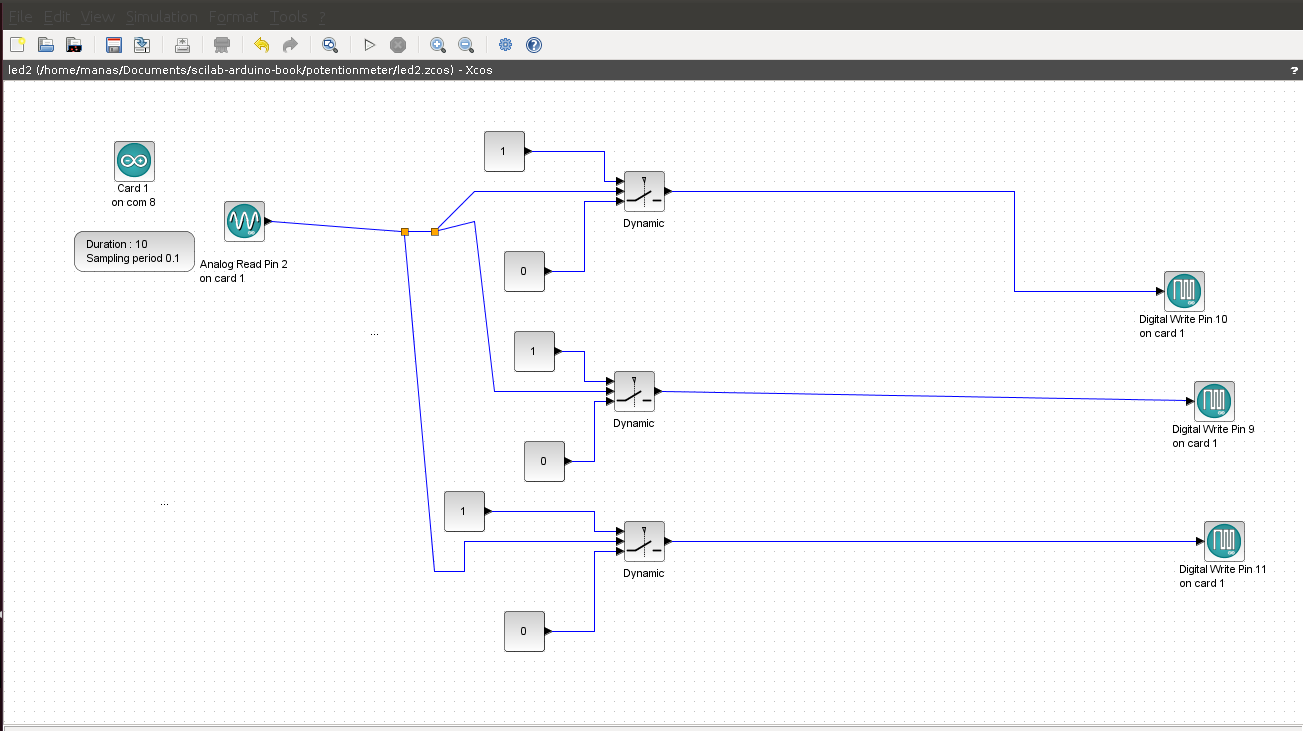 File Edit View Simulation Format Tools ?
led2 (/home/manas/Documents/scilab-arduino-book/potentionmeter/led2.zcos) - Xcos
?
1
Card 1
on com 8
Dynamic
Duration : 10
Sampling period 0.1
Analog Read Pin 2
on card 1
0
Digital Write Pin 10
on card 1
...
1
Dynamic
Digital Write Pin 9
on card 1
0
...
1
Dynamic
Digital Write Pin 11
on card 1
0